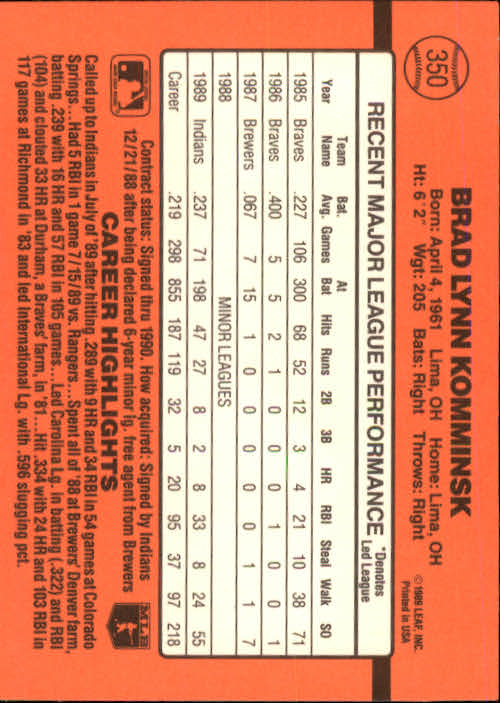 350
BRAD LYNN KOMMINSK
Born: April 4, 1961 Lima, OH Home: Lima, OH
Ht: 6' 2" Wgt: 205 Bats: Right Throws: Right
© 1989 LEAF, INC.
Printed in USA
RECENT MAJOR LEAGUE PERFORMANCE *Denotes Led League
Year Team Name Bat. Avg. Games At Bat Hits Runs 2B 3B HR RBI Steal Walk SO
1985 Braves .227 106 300 68 52 12 3 4 21 10 38 71
1986 Braves .400 5 5 2 1 0 0 0 1 0 0 1
1987 Brewers .067 7 15 1 0 0 0 0 0 1 1 7
1988 MINOR LEAGUES
1989 Indians .237 71 198 47 27 8 2 8 33 8 24 55
Career .219 298 855 187 119 32 5 20 95 37 97 218
Contract status: Signed thru 1990. How acquired: Signed by Indians
12/21/88 after being declared 6-year minor lg. free agent from Brewers
CAREER HIGHLIGHTS
MLB
Called up to Indians in July of '89 after hitting .289 with 9 HR and 34 RBI in 54 games at Colorado
Springs...Had 5 RBI in 1 game 7/15/89 vs. Rangers...Spent all of '88 at Brewers' Denver farm,
batting .239 with 16 HR and 57 RBI in 105 games...Led Carolina Lg. in batting (.322) and RBI
(104) and clouted 33 HR at Durham, a Braves' farm, in '81...Hit .334 with 24 HR and 103 RBI in
117 games at Richmond in '83 and led International Lg. with .596 slugging pct.